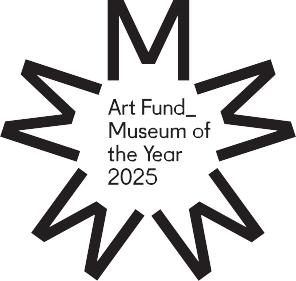 Art Fund_
Museum of
the Year
2025